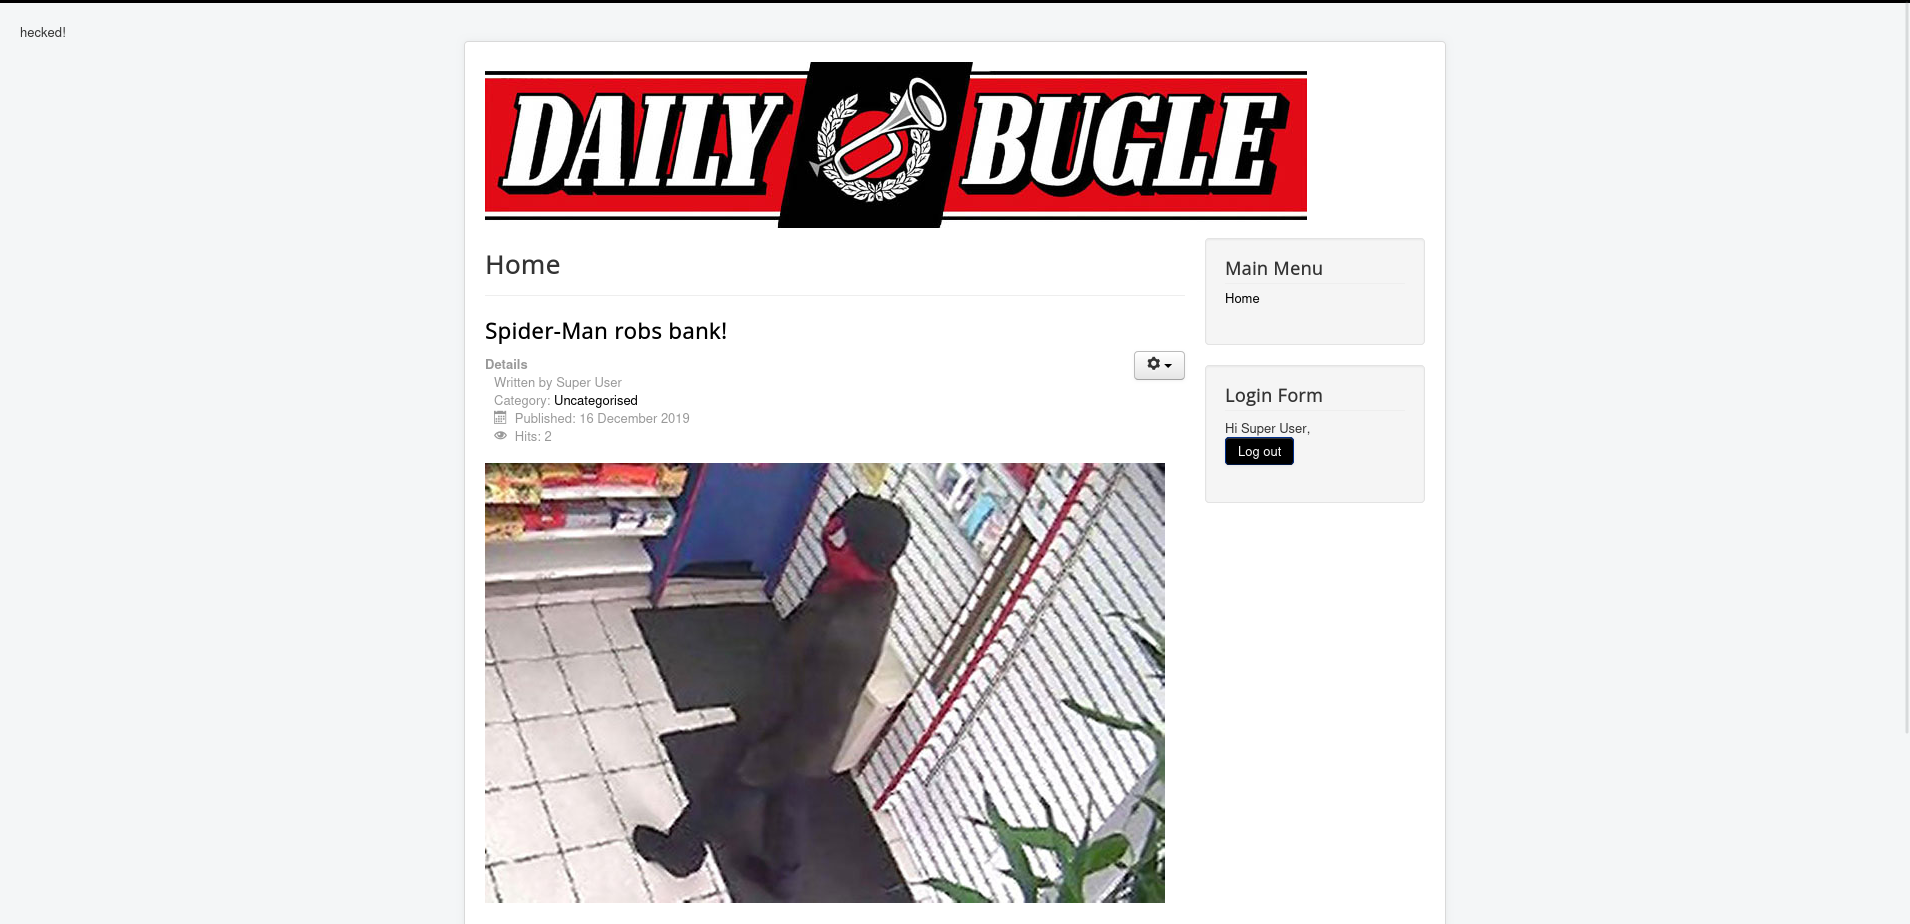 hecked!
DAILY BUGLE
Home
Spider-Man robs bank!
Details
Written by Super User
Category: Uncategorised
Published: 16 December 2019
Hits: 2
Main Menu
Home
Login Form
Hi Super User,
Log out